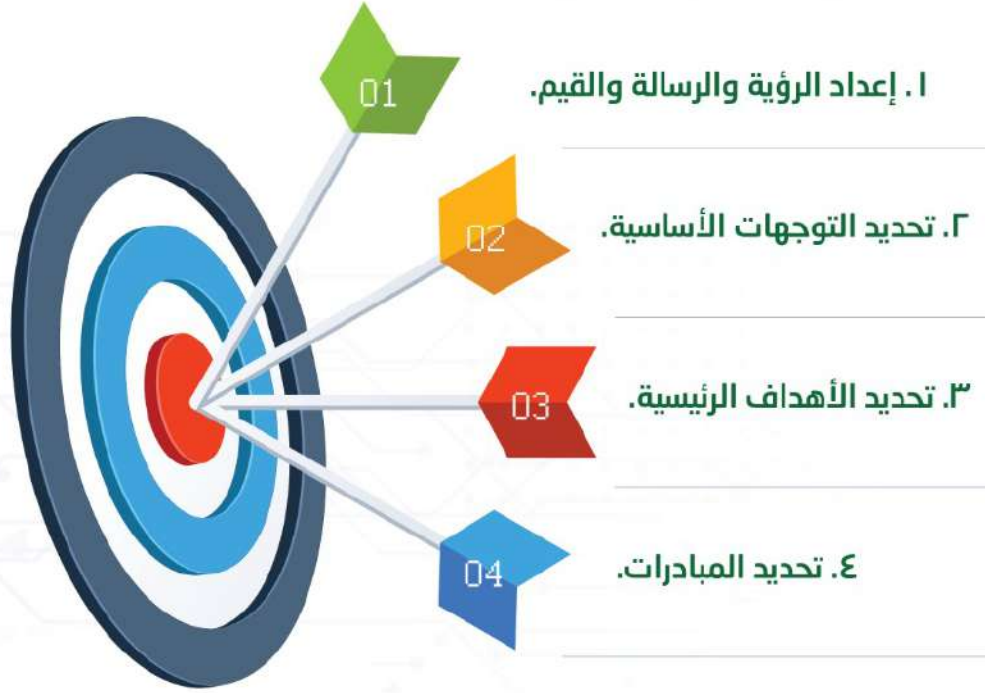 01
١. إعداد الرؤية والرسالة والقيم.
02
٢. تحديد التوجهات الأساسية.
03
٣. تحديد الأهداف الرئيسية.
04
٤. تحديد المبادرات.